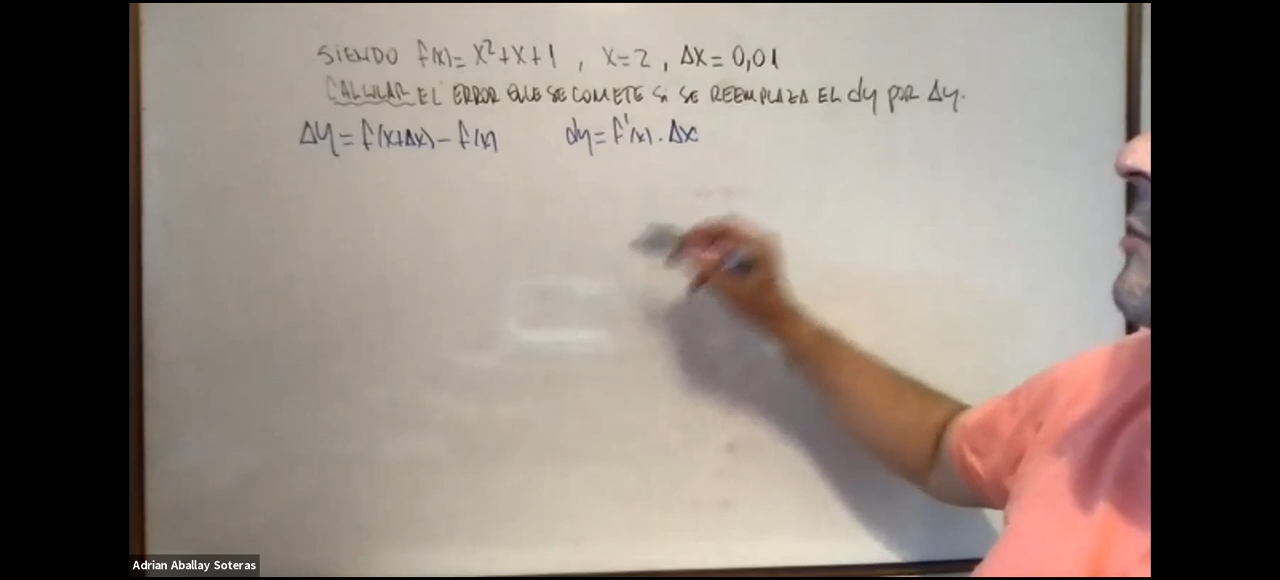 SIENDO f(x)= x²+x+1 , x=2 , Δx= 0,01
CALCULAR EL ERROR QUE SE COMETE SI SE REEMPLAZA EL dy POR Δy.
Δy= f(x+Δx)- f(x) dy= f'(x) . Δx
Adrian Aballay Soteras